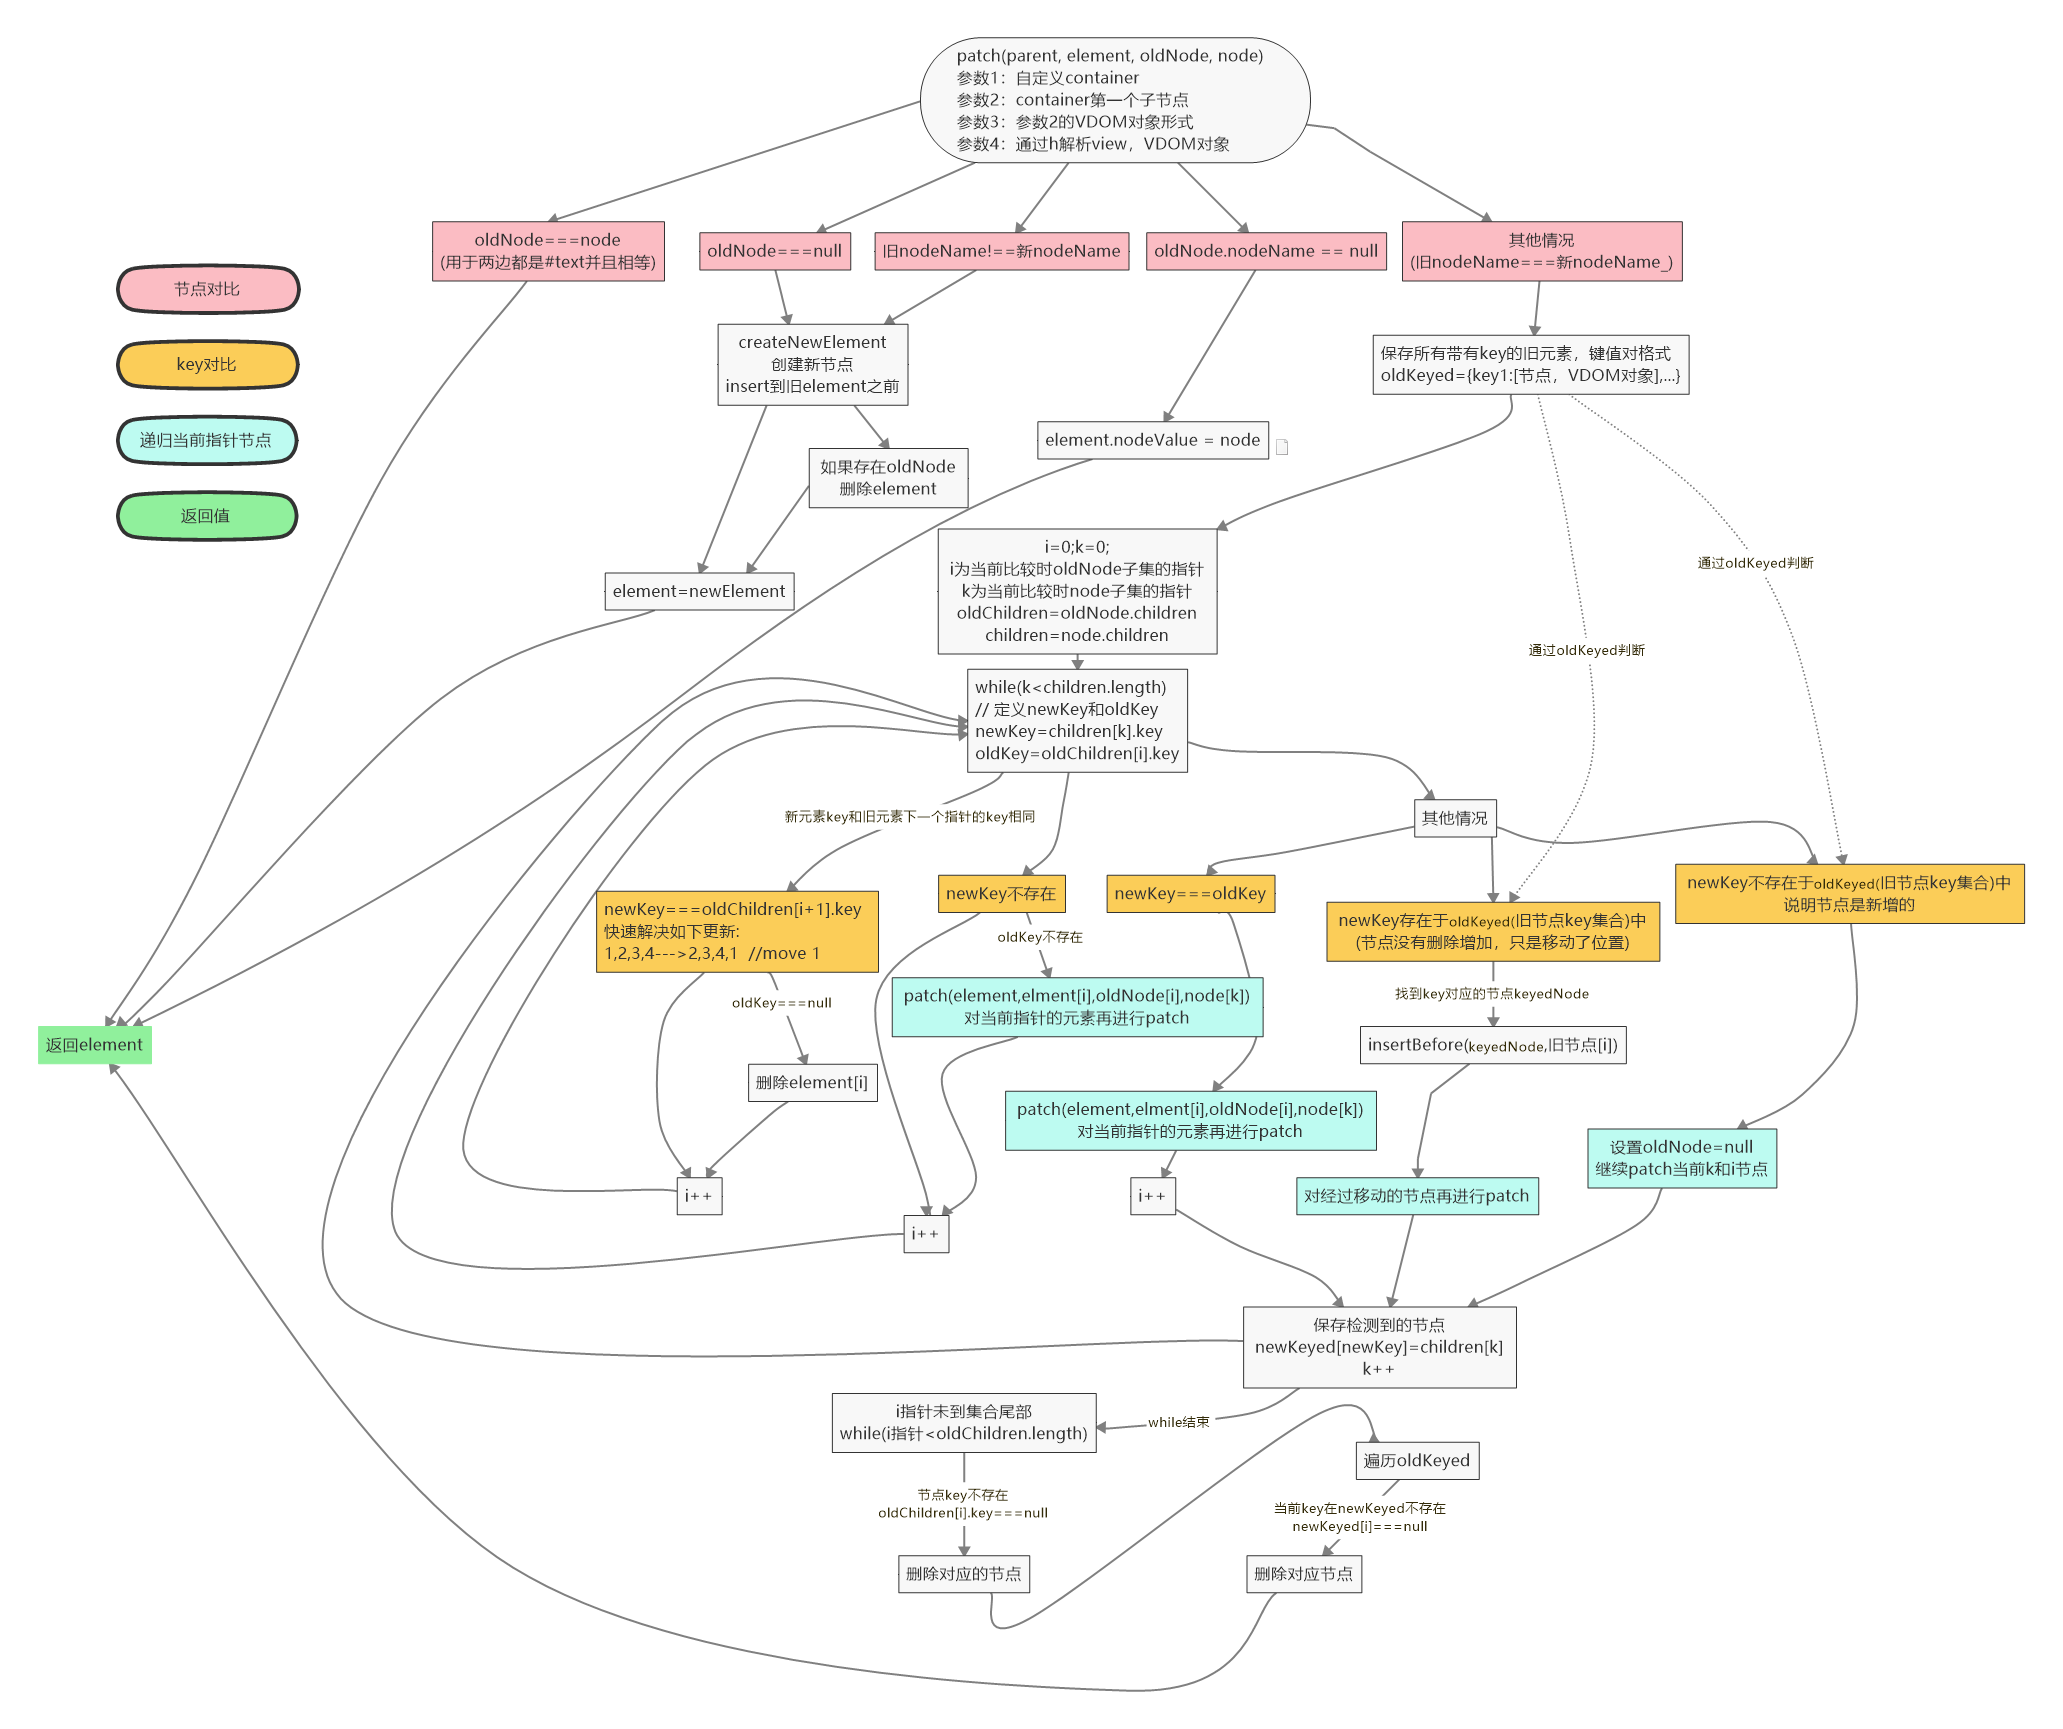 patch(parent, element, oldNode, node)
参数1：自定义container
参数2：container第一个子节点
参数3：参数2的VDOM对象形式
参数4：通过h解析view，VDOM对象
节点对比
key对比
递归当前指针节点
返回值
oldNode===node
(用于两边都是#text并且相等)
oldNode===null
旧nodeName!==新nodeName
oldNode.nodeName == null
其他情况
(旧nodeName===新nodeName_)
createNewElement
创建新节点
insert到旧element之前
保存所有带有key的旧元素，键值对格式
oldKeyed={key1:[节点，VDOM对象],...}
element.nodeValue = node
如果存在oldNode
删除element
element=newElement
i=0;k=0;
i为当前比较时oldNode子集的指针
k为当前比较时node子集的指针
oldChildren=oldNode.children
children=node.children
通过oldKeyed判断
通过oldKeyed判断
while(k<children.length)
// 定义newKey和oldKey
newKey=children[k].key
oldKey=oldChildren[i].key
新元素key和旧元素下一个指针的key相同
其他情况
newKey===oldChildren[i+1].key
快速解决如下更新:
1,2,3,4--->2,3,4,1  //move 1
newKey不存在
newKey===oldKey
newKey存在于oldKeyed(旧节点key集合)中
(节点没有删除增加，只是移动了位置)
newKey不存在于oldKeyed(旧节点key集合)中
说明节点是新增的
oldKey不存在
oldKey===null
patch(element,elment[i],oldNode[i],node[k])
对当前指针的元素再进行patch
找到key对应的节点keyedNode
insertBefore(keyedNode,旧节点[i])
返回element
删除element[i]
patch(element,elment[i],oldNode[i],node[k])
对当前指针的元素再进行patch
设置oldNode=null
继续patch当前k和i节点
i++
i++
i++
对经过移动的节点再进行patch
保存检测到的节点
newKeyed[newKey]=children[k]
k++
while结束
i指针未到集合尾部
while(i指针<oldChildren.length)
遍历oldKeyed
节点key不存在
oldChildren[i].key===null
当前key在newKeyed不存在
newKeyed[i]===null
删除对应的节点
删除对应节点